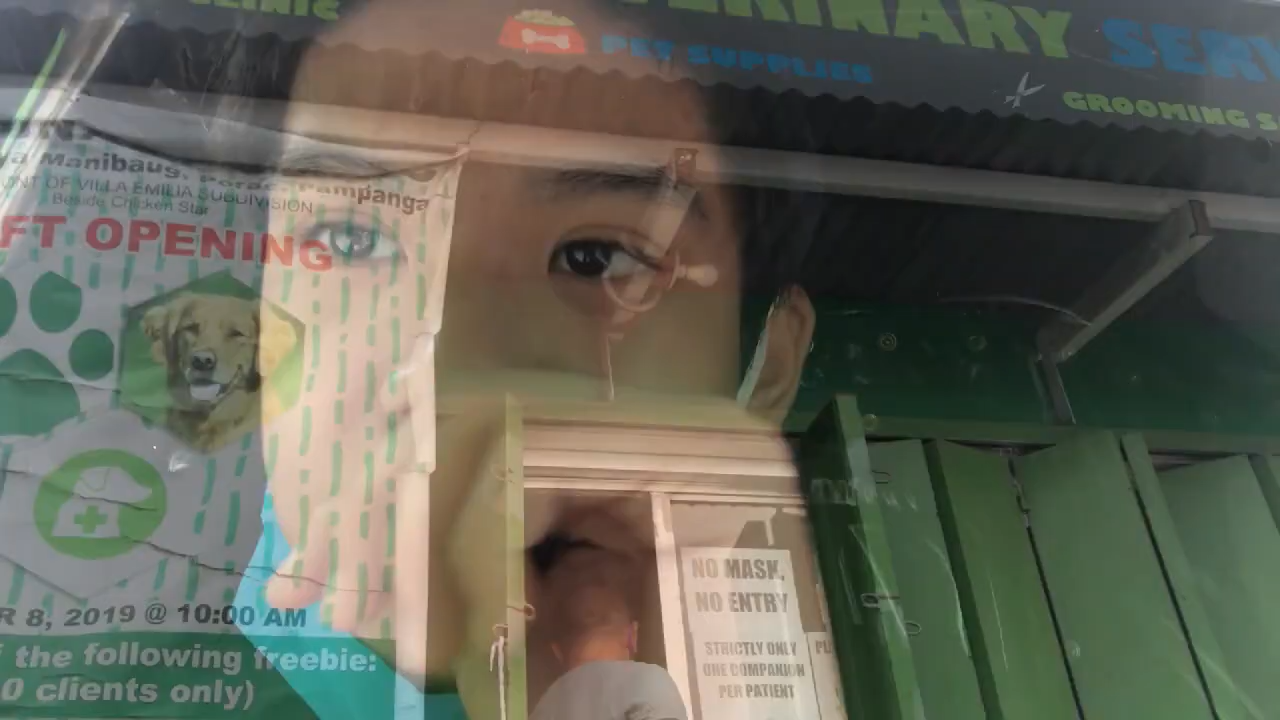 CLINIC
PET SUPPLIES
GROOMING
Manibaug, Porac, Pampanga
OF VILLA EMILIA SUBDIVISION
Beside Chicken Star
FT OPENING
R 8, 2019 @ 10:00 AM
the following freebie:
0 clients only)
NO MASK,
NO ENTRY
STRICTLY ONLY
ONE COMPANION
PER PATIENT